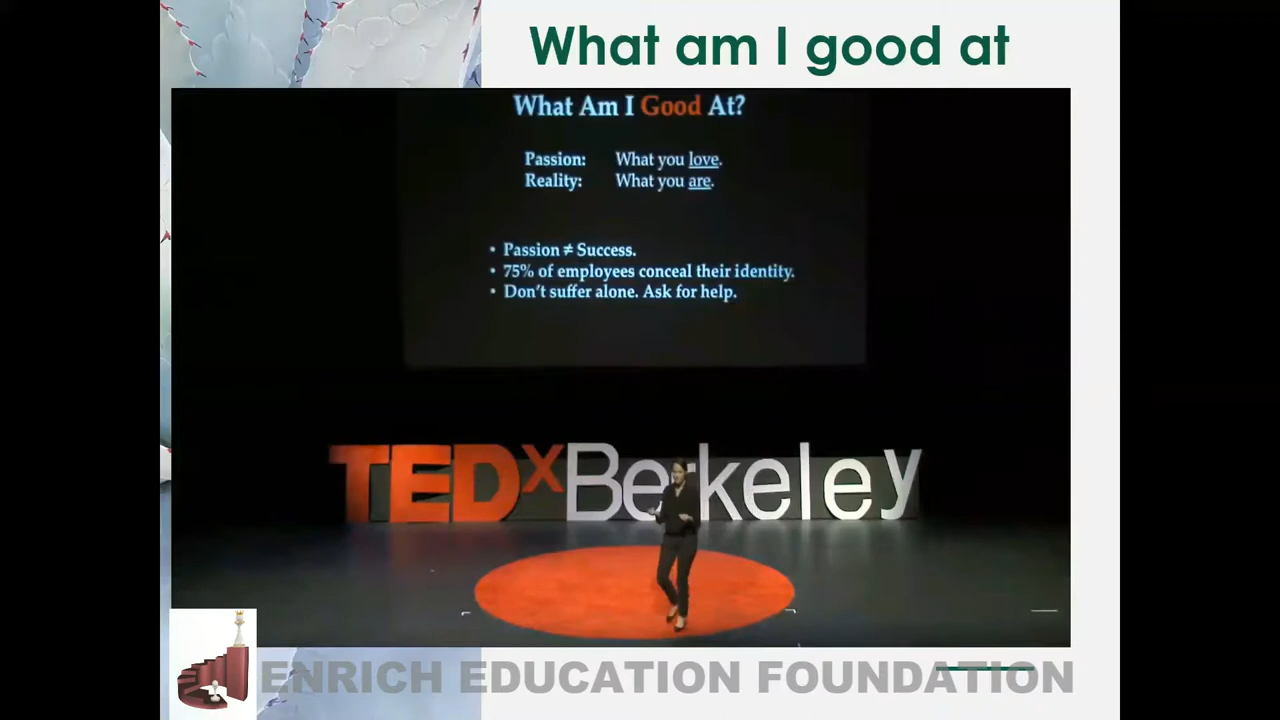 What am I good at
What Am I Good At?
Passion: What you love.
Reality: What you are.
• Passion ≠ Success.
• 75% of employees conceal their identity.
• Don't suffer alone. Ask for help.
TEDxBerkeley
ENRICH EDUCATION FOUNDATION